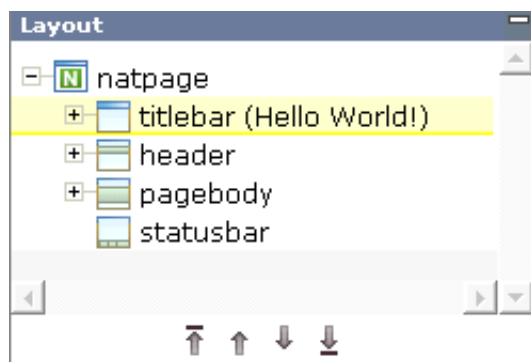 Layout
N natpage
titlebar (Hello World!)
header
pagebody
statusbar